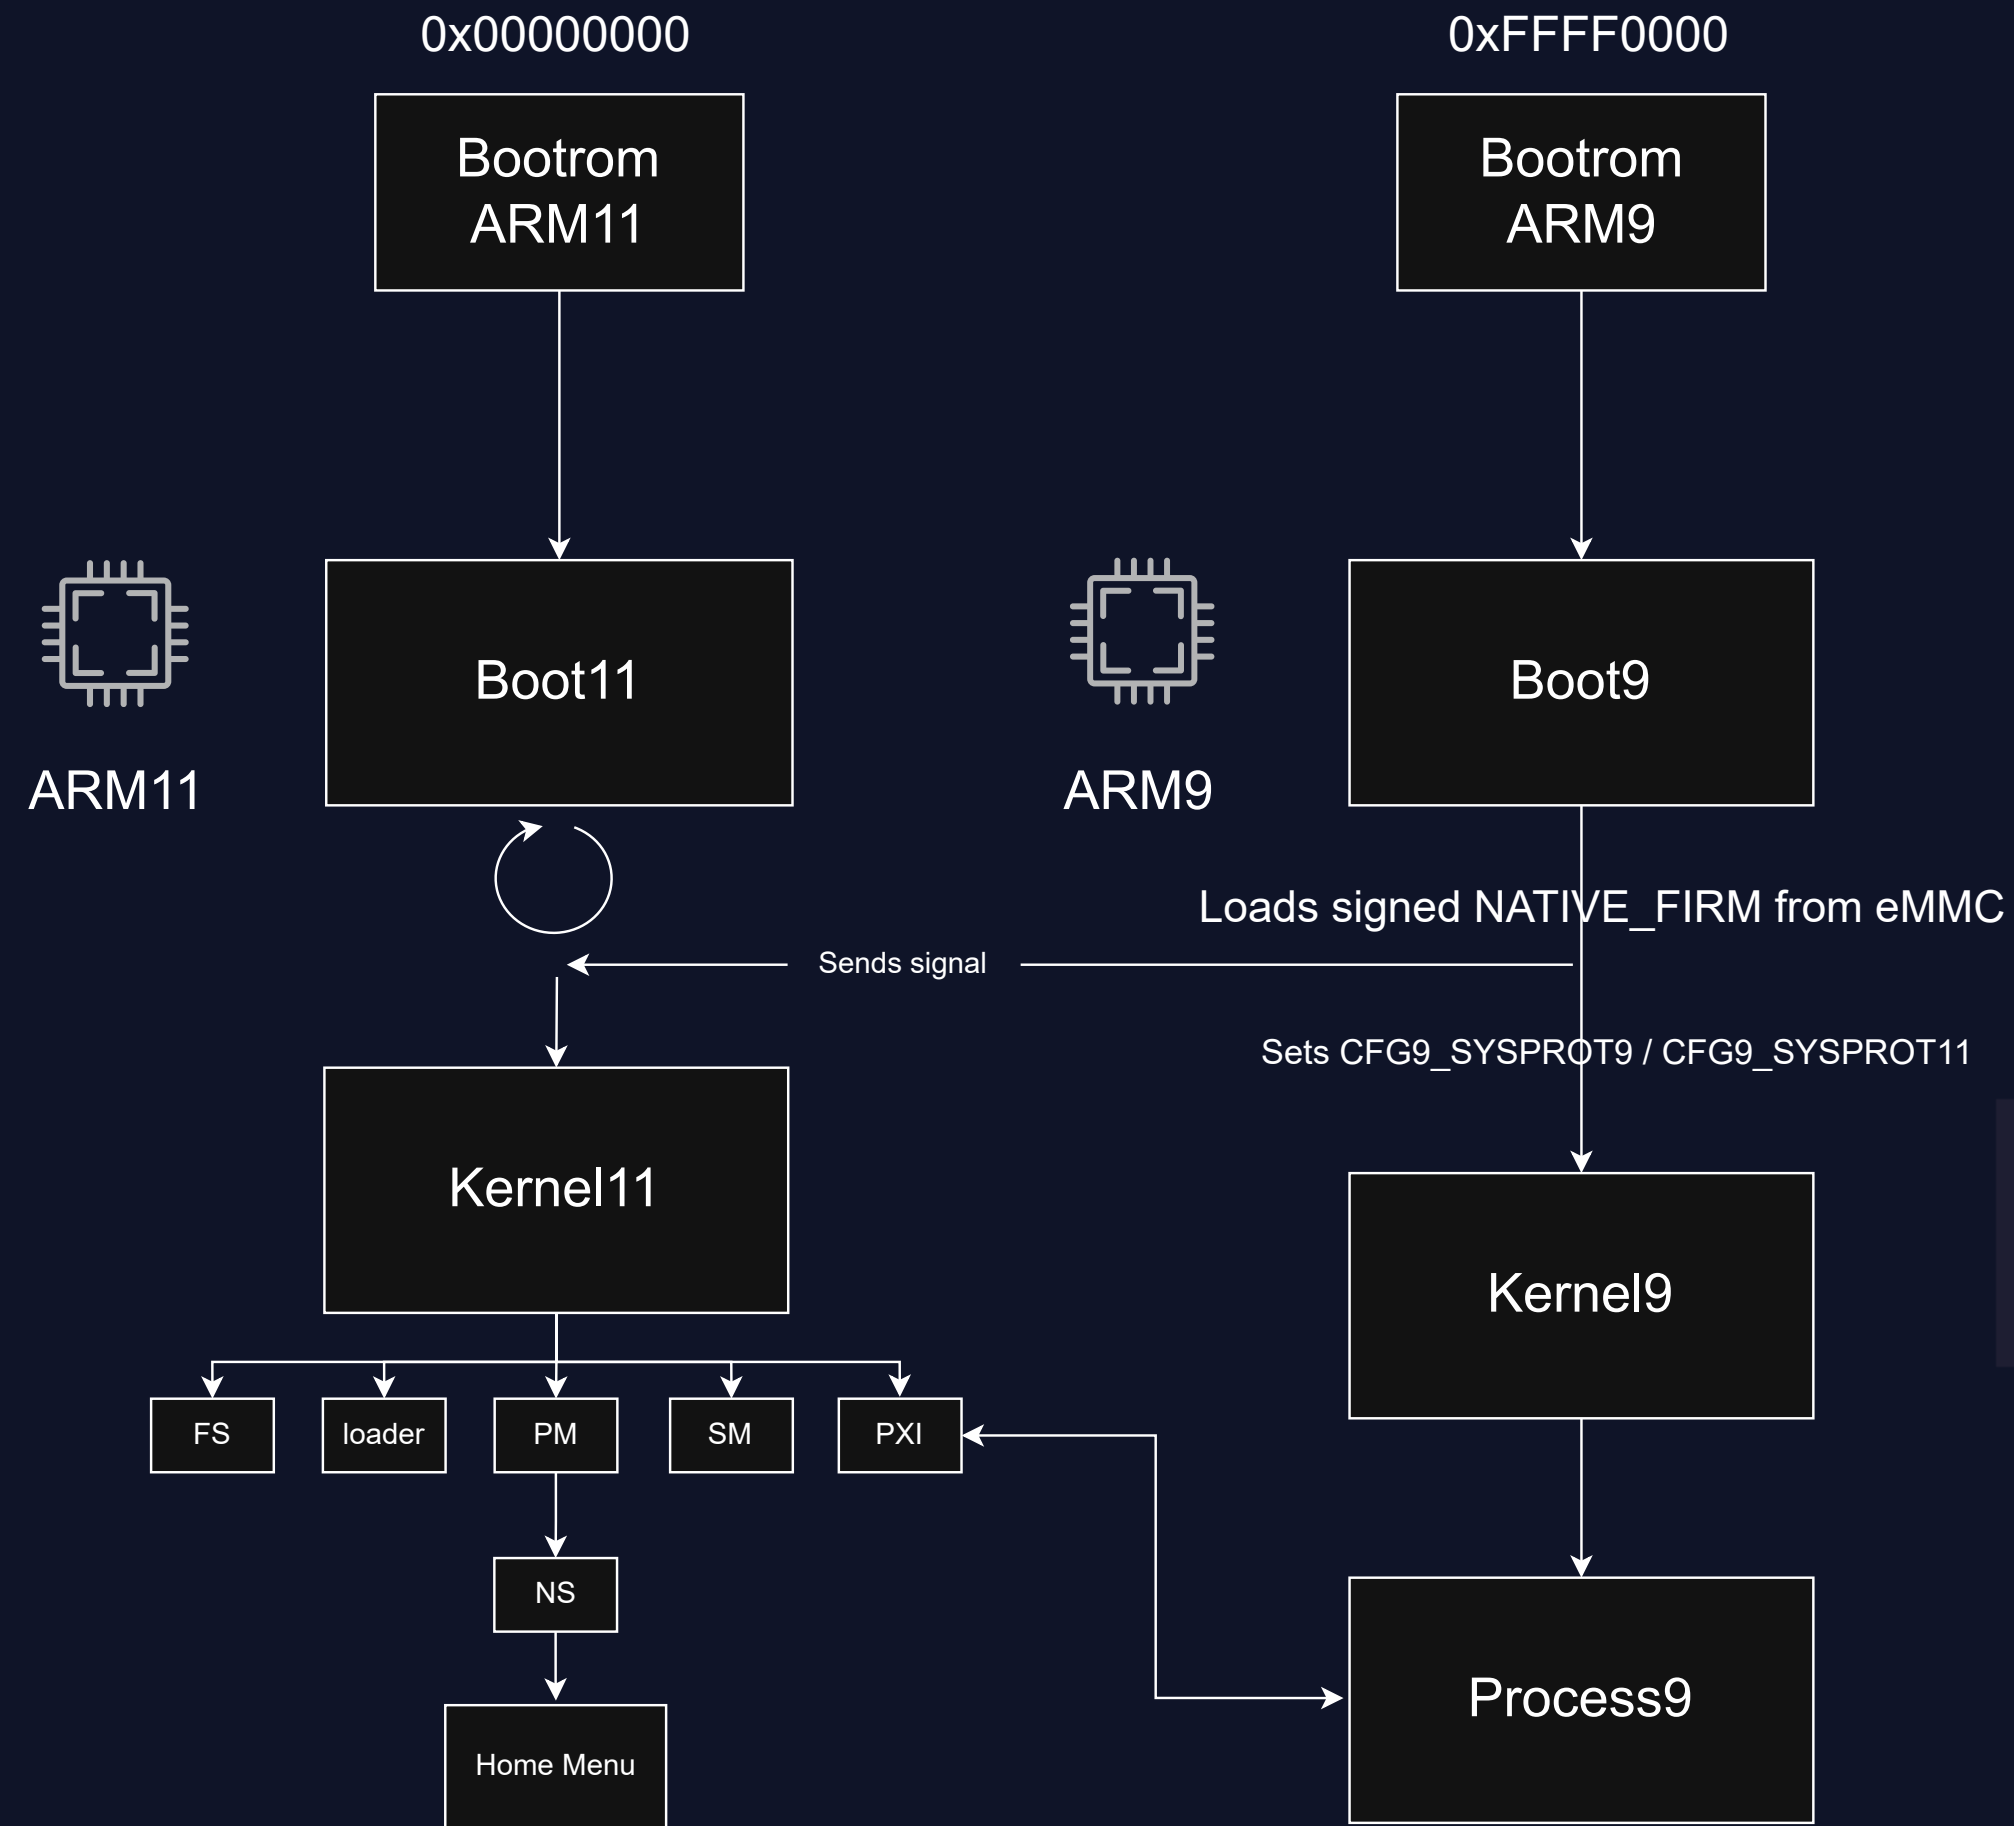 0x00000000
0xFFFF0000
Bootrom
ARM11
Bootrom
ARM9
Boot11
Boot9
ARM11
ARM9
Loads signed NATIVE_FIRM from eMMC
Sends signal
Sets CFG9_SYSPROT9 / CFG9_SYSPROT11
Kernel11
Kernel9
FS
loader
PM
SM
PXI
NS
Process9
Home Menu